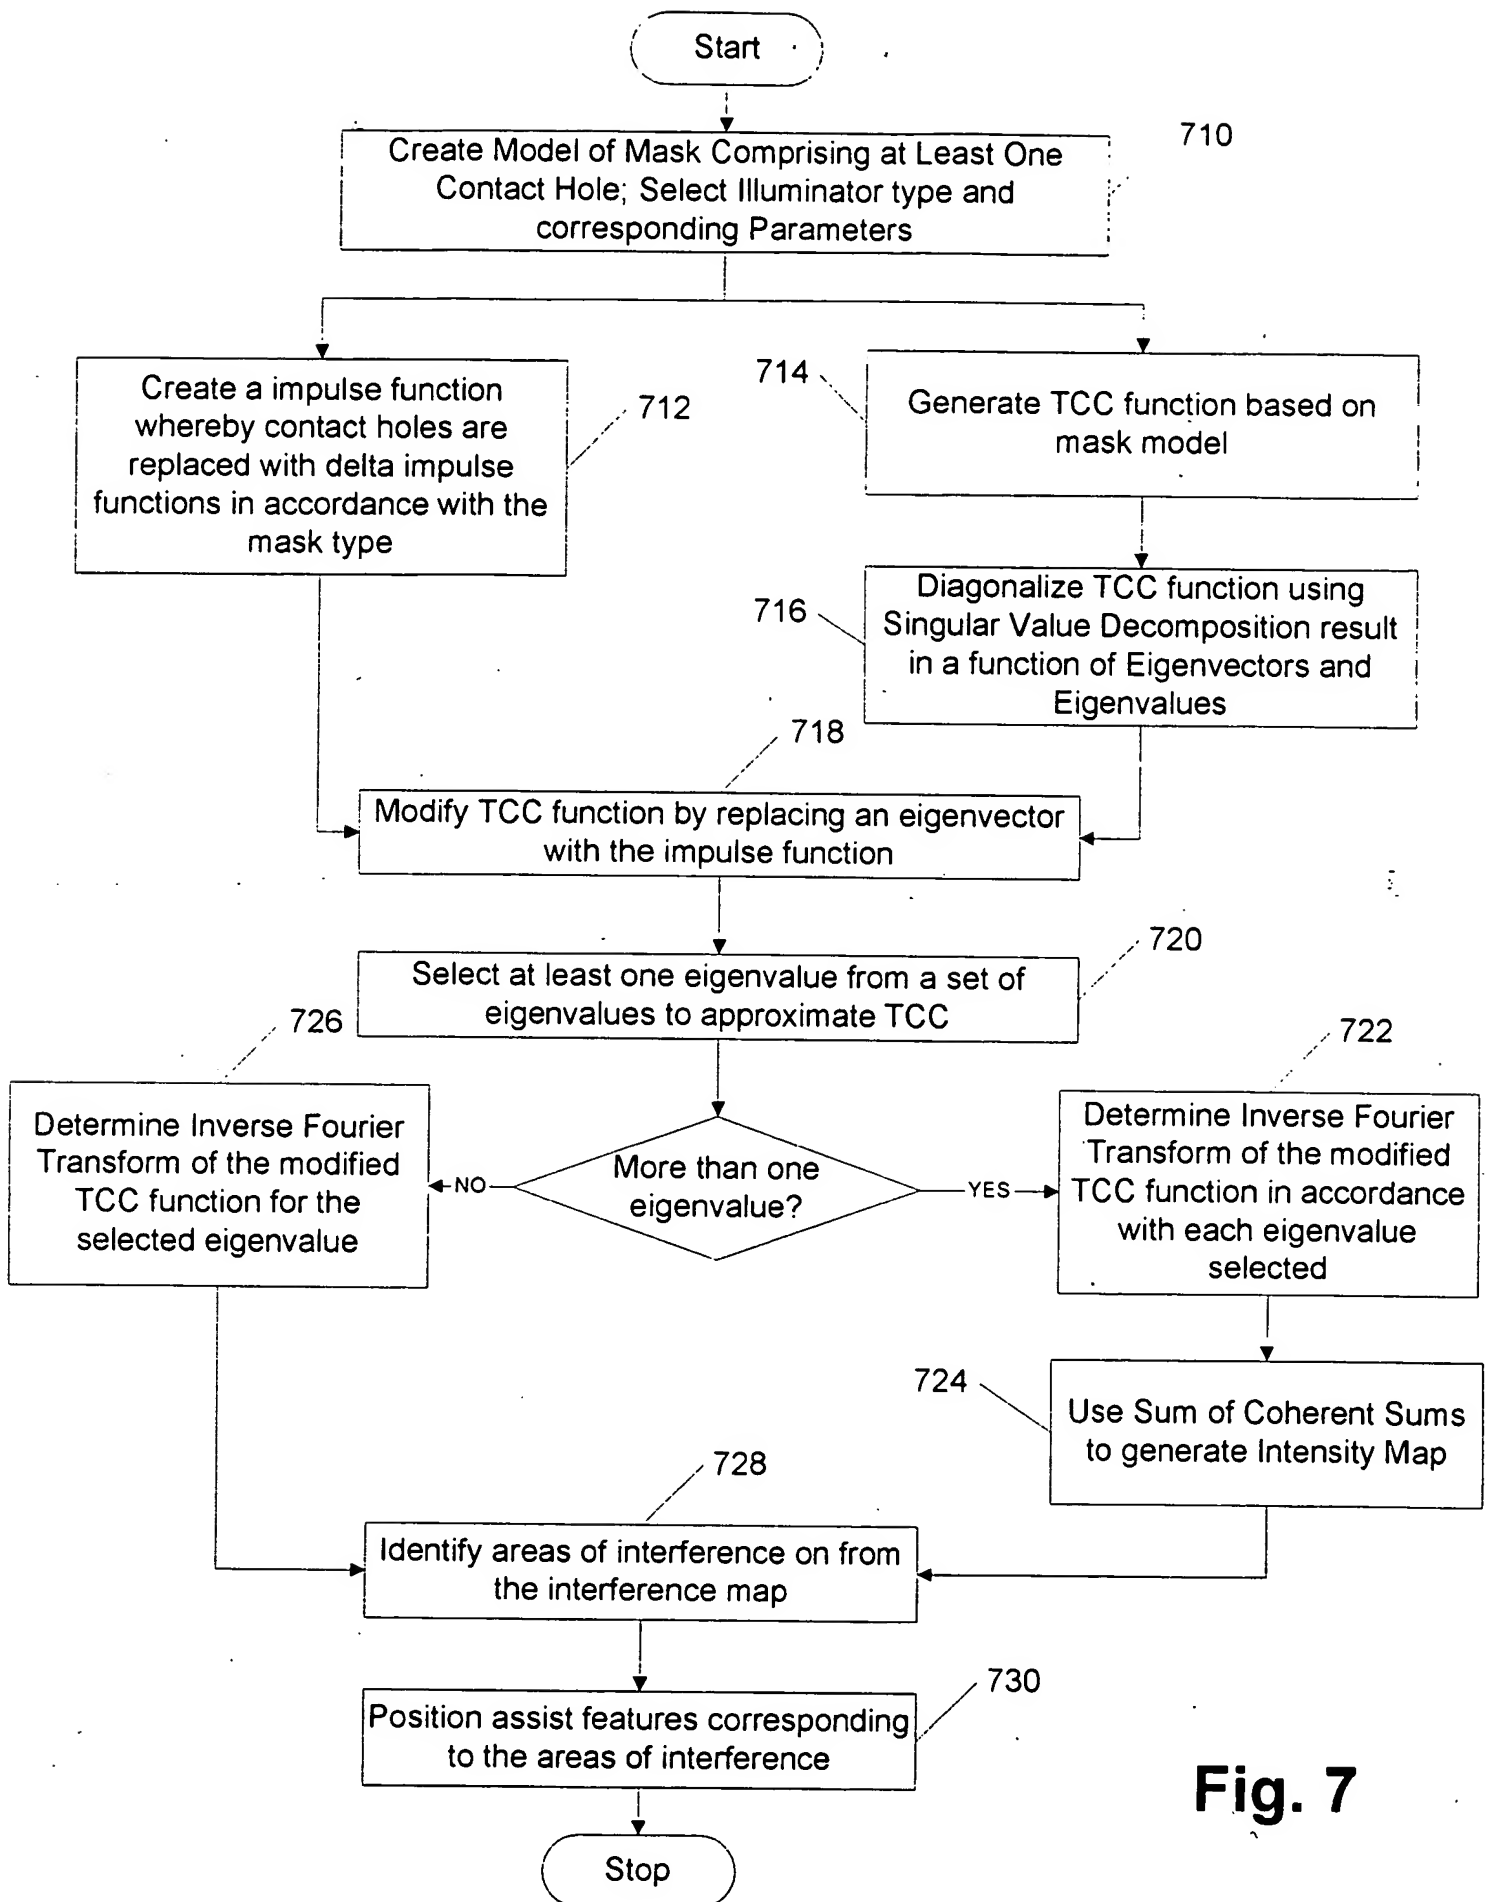 Start
710
Create Model of Mask Comprising at Least One
Contact Hole; Select Illuminator type and
corresponding Parameters
712
Create a impulse function
whereby contact holes are
replaced with delta impulse
functions in accordance with the
mask type
714
Generate TCC function based on
mask model
716
Diagonalize TCC function using
Singular Value Decomposition result
in a function of Eigenvectors and
Eigenvalues
718
Modify TCC function by replacing an eigenvector
with the impulse function
720
Select at least one eigenvalue from a set of
eigenvalues to approximate TCC
More than one
eigenvalue?
NO
YES
726
Determine Inverse Fourier
Transform of the modified
TCC function for the
selected eigenvalue
722
Determine Inverse Fourier
Transform of the modified
TCC function in accordance
with each eigenvalue
selected
724
Use Sum of Coherent Sums
to generate Intensity Map
728
Identify areas of interference on from
the interference map
730
Position assist features corresponding
to the areas of interference
Stop
Fig. 7